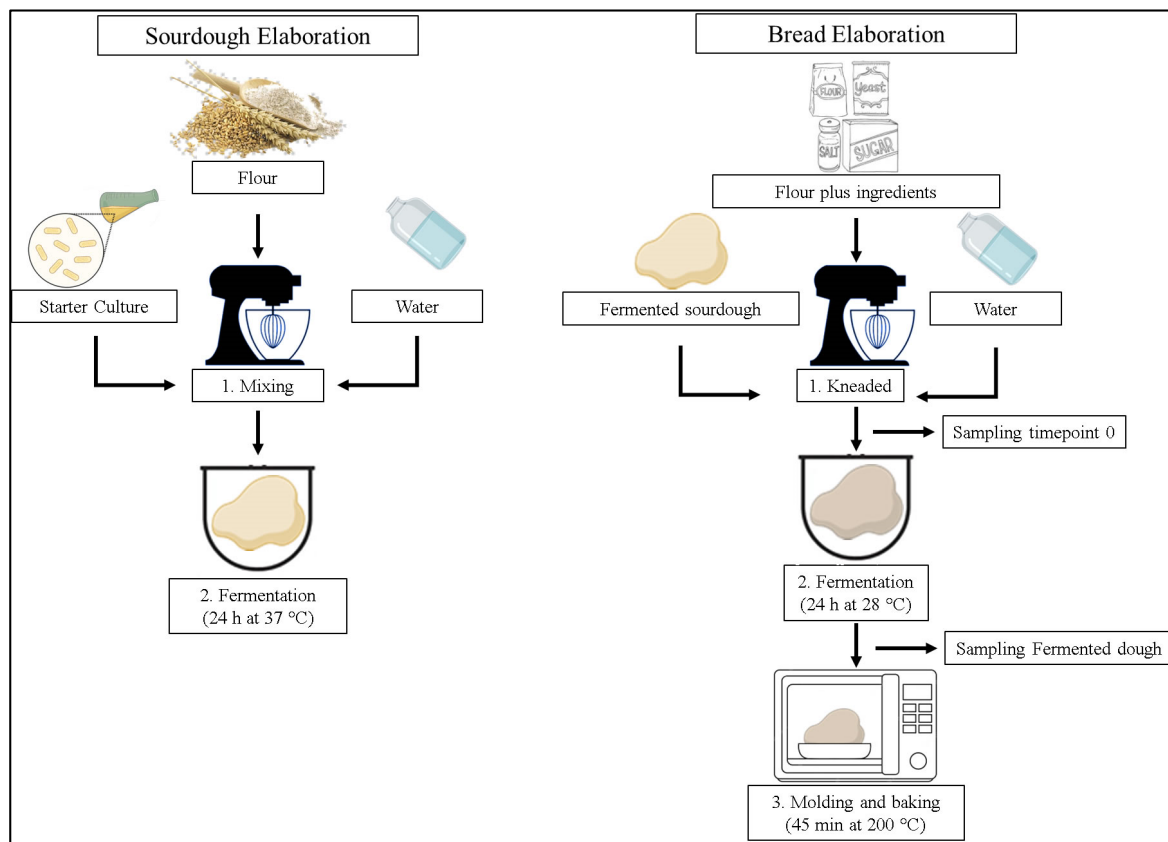 Sourdough Elaboration
Flour
Starter Culture
Water
1. Mixing
2. Fermentation
(24 h at 37 °C)
Bread Elaboration
FLOUR
Yeast
SALT
SUGAR
Flour plus ingredients
Fermented sourdough
Water
1. Kneaded
Sampling timepoint 0
2. Fermentation
(24 h at 28 °C)
Sampling Fermented dough
3. Molding and baking
(45 min at 200 °C)